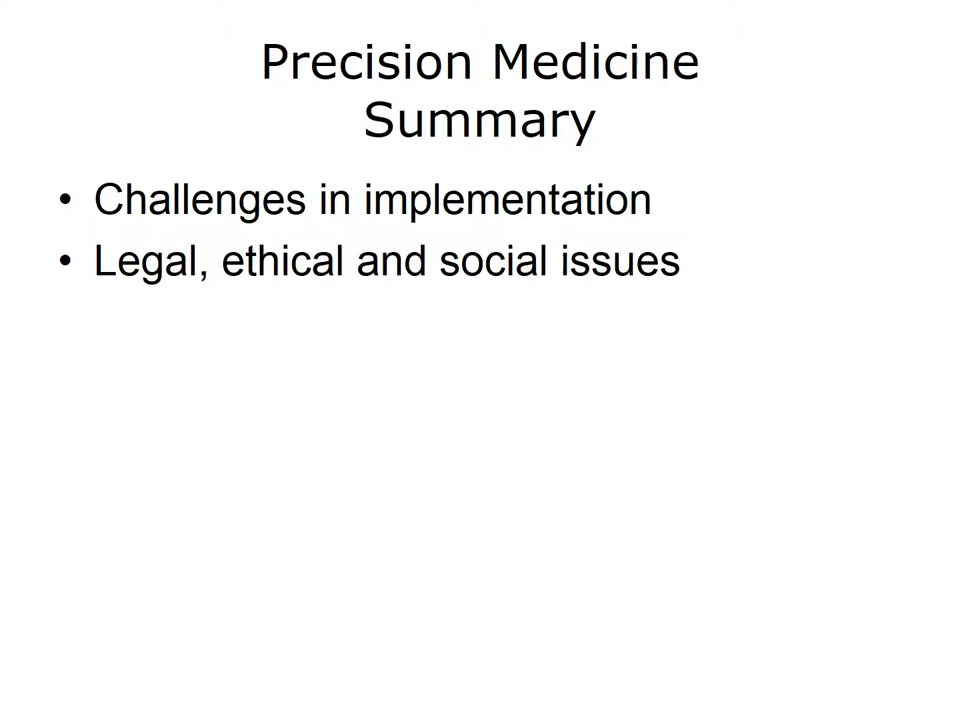 Precision Medicine
Summary
• Challenges in implementation
• Legal, ethical and social issues